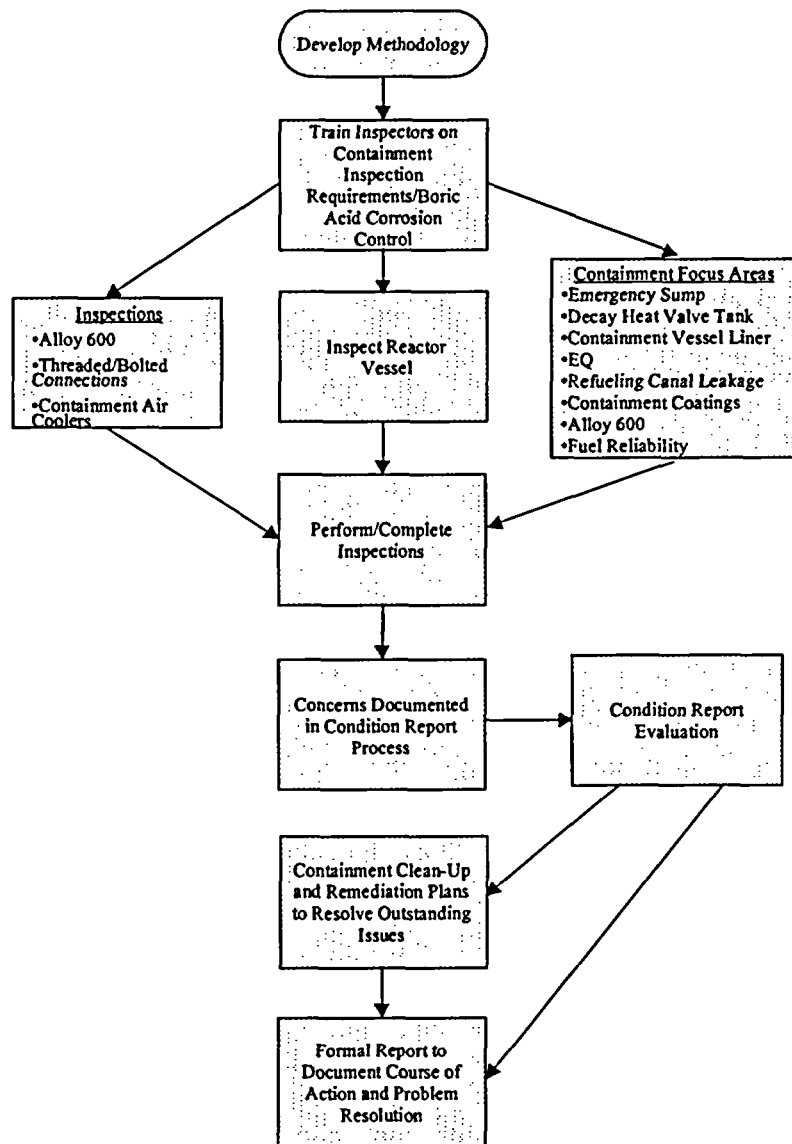 Develop Methodology
Train Inspectors on
Containment
Inspection
Requirements/Boric
Acid Corrosion
Control
Inspections
•Alloy 600
•Threaded/Bolted
Connections
•Containment Air
Coolers
Inspect Reactor
Vessel
Containment Focus Areas
•Emergency Sump
•Decay Heat Valve Tank
•Containment Vessel Liner
•EQ
•Refueling Canal Leakage
•Containment Coatings
•Alloy 600
•Fuel Reliability
Perform/Complete
Inspections
Concerns Documented
in Condition Report
Process
Condition Report
Evaluation
Containment Clean-Up
and Remediation Plans
to Resolve Outstanding
Issues
Formal Report to
Document Course of
Action and Problem
Resolution